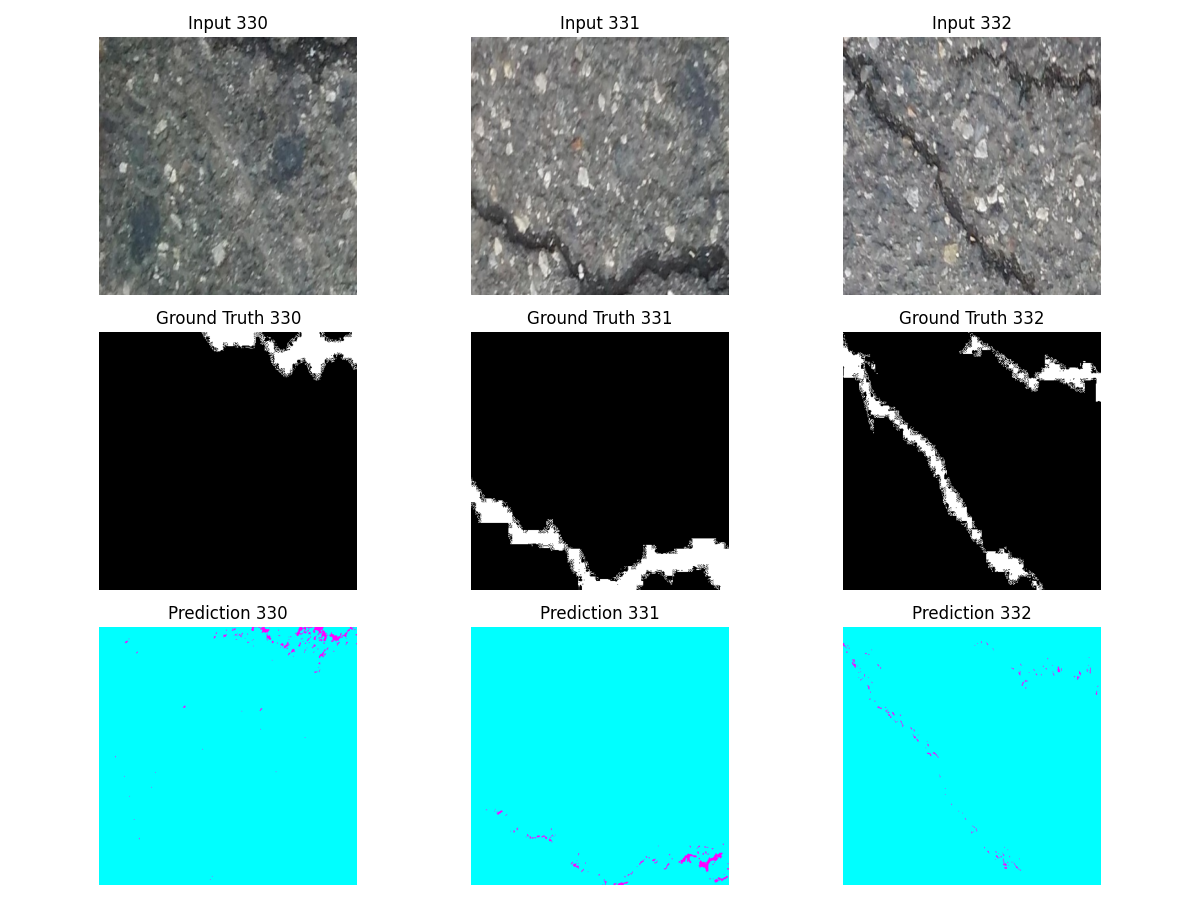 Input 330
Input 331
Input 332
Ground Truth 330
Ground Truth 331
Ground Truth 332
Prediction 330
Prediction 331
Prediction 332